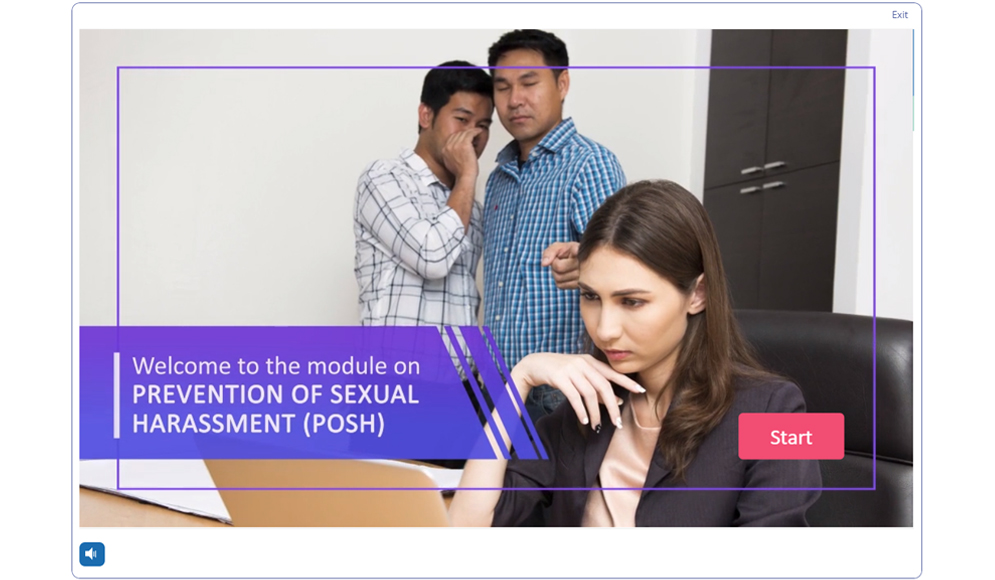 Exit
Welcome to the module on
PREVENTION OF SEXUAL
HARASSMENT (POSH)
Start